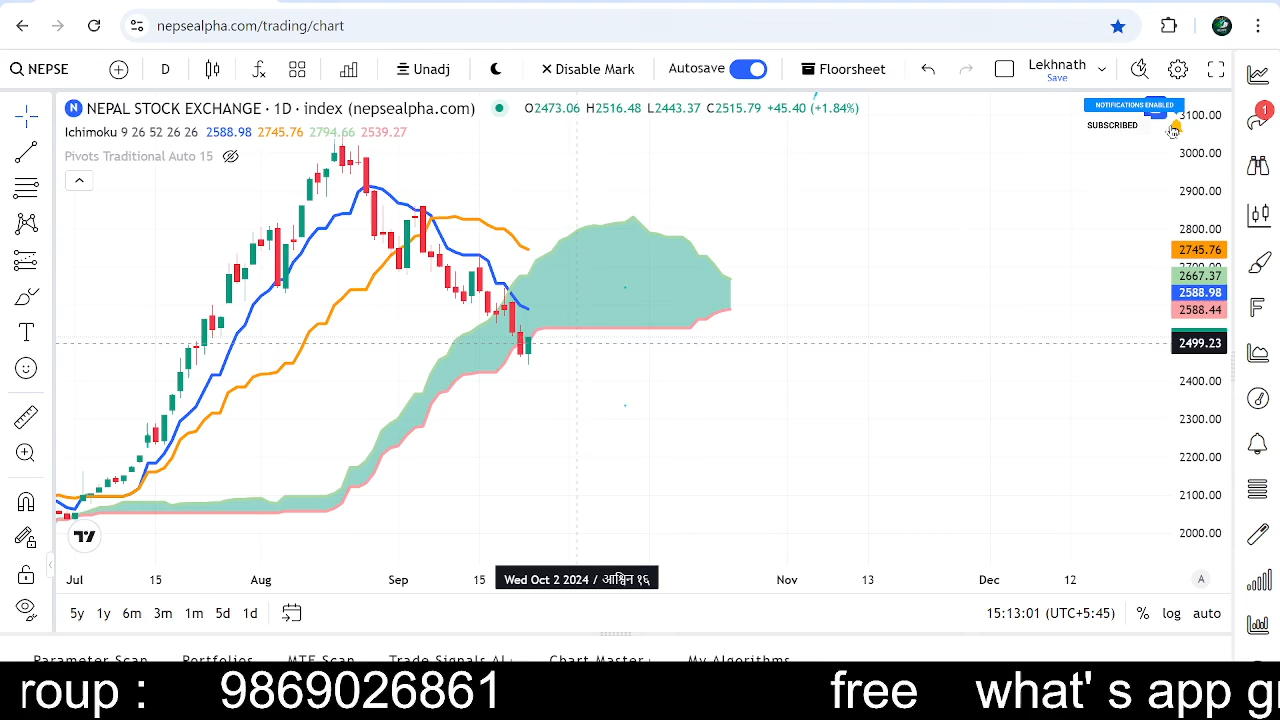 nepsealpha.com/trading/chart
NEPSE D Unadj Disable Mark Autosave Floorsheet Lekhnath
Save
NEPAL STOCK EXCHANGE · 1D · index (nepsealpha.com) O2473.06 H2516.48 L2443.37 C2515.79 +45.40 (+1.84%)
Ichimoku 9 26 52 26 26 2588.98 2745.76 2794.66 2539.27
Pivots Traditional Auto 15
NOTIFICATIONS ENABLED
SUBSCRIBED
1
3100.00
3000.00
2900.00
2800.00
2745.76
2700.00
2667.37
2588.98
2588.44
2499.23
2400.00
2300.00
2200.00
2100.00
2000.00
Jul 15 Aug Sep 15 Wed Oct 2 2024 / आश्विन १६ Nov 13 Dec 12 A
5y 1y 6m 3m 1m 5d 1d 15:13:01 (UTC+5:45) % log auto
Parameter Scan Portfolios MTF Scan Trade Signals Chart Master My Algorithms
roup : 9869026861 free what' s app gr